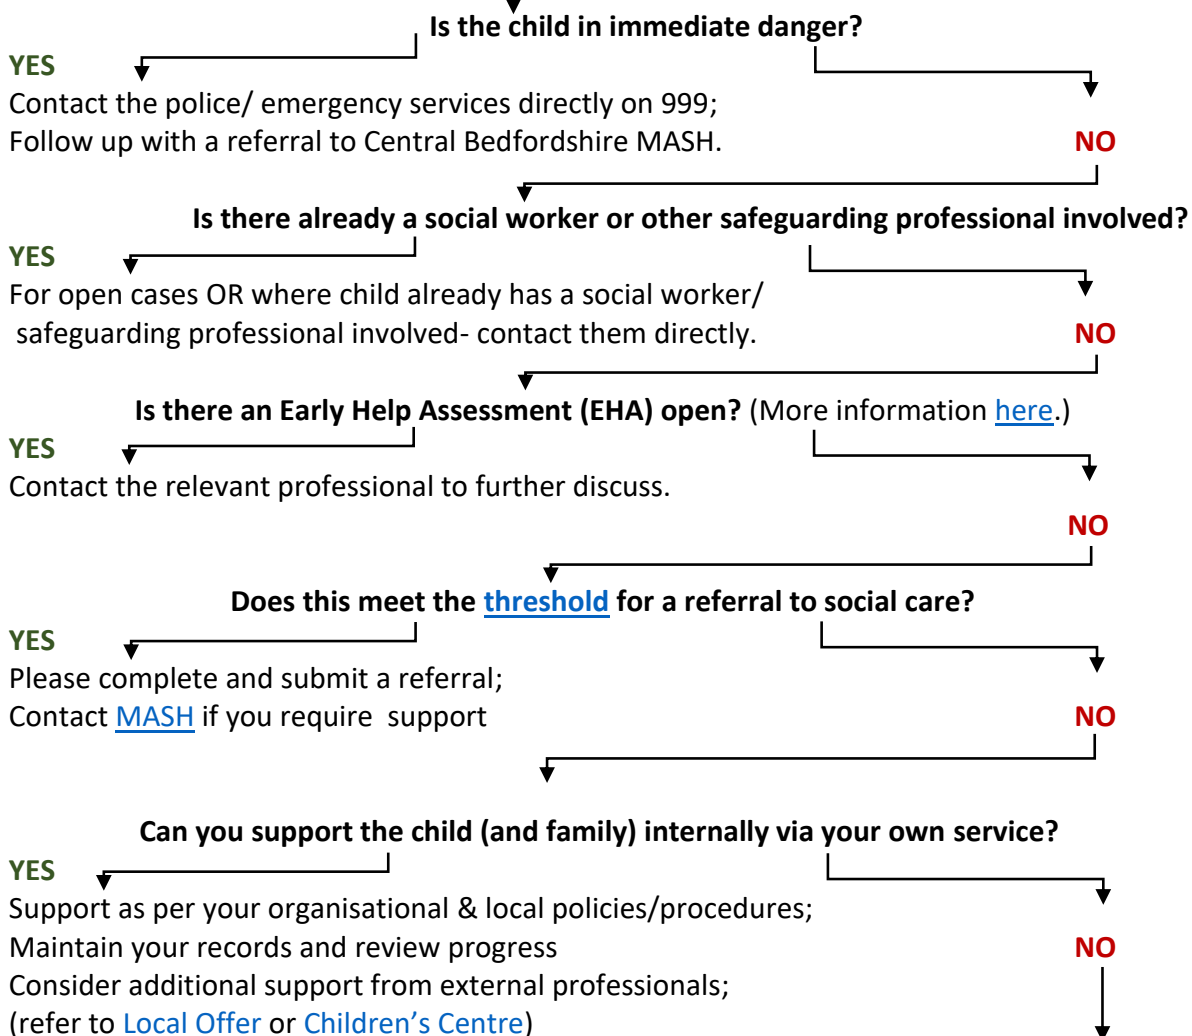 Is the child in immediate danger?
YES
Contact the police/ emergency services directly on 999;
Follow up with a referral to Central Bedfordshire MASH.
NO
Is there already a social worker or other safeguarding professional involved?
YES
For open cases OR where child already has a social worker/
safeguarding professional involved- contact them directly.
NO
Is there an Early Help Assessment (EHA) open? (More information here.)
YES
Contact the relevant professional to further discuss.
NO
Does this meet the threshold for a referral to social care?
YES
Please complete and submit a referral;
Contact MASH if you require support
NO
Can you support the child (and family) internally via your own service?
YES
Support as per your organisational & local policies/procedures;
Maintain your records and review progress
NO
Consider additional support from external professionals;
(refer to Local Offer or Children's Centre)